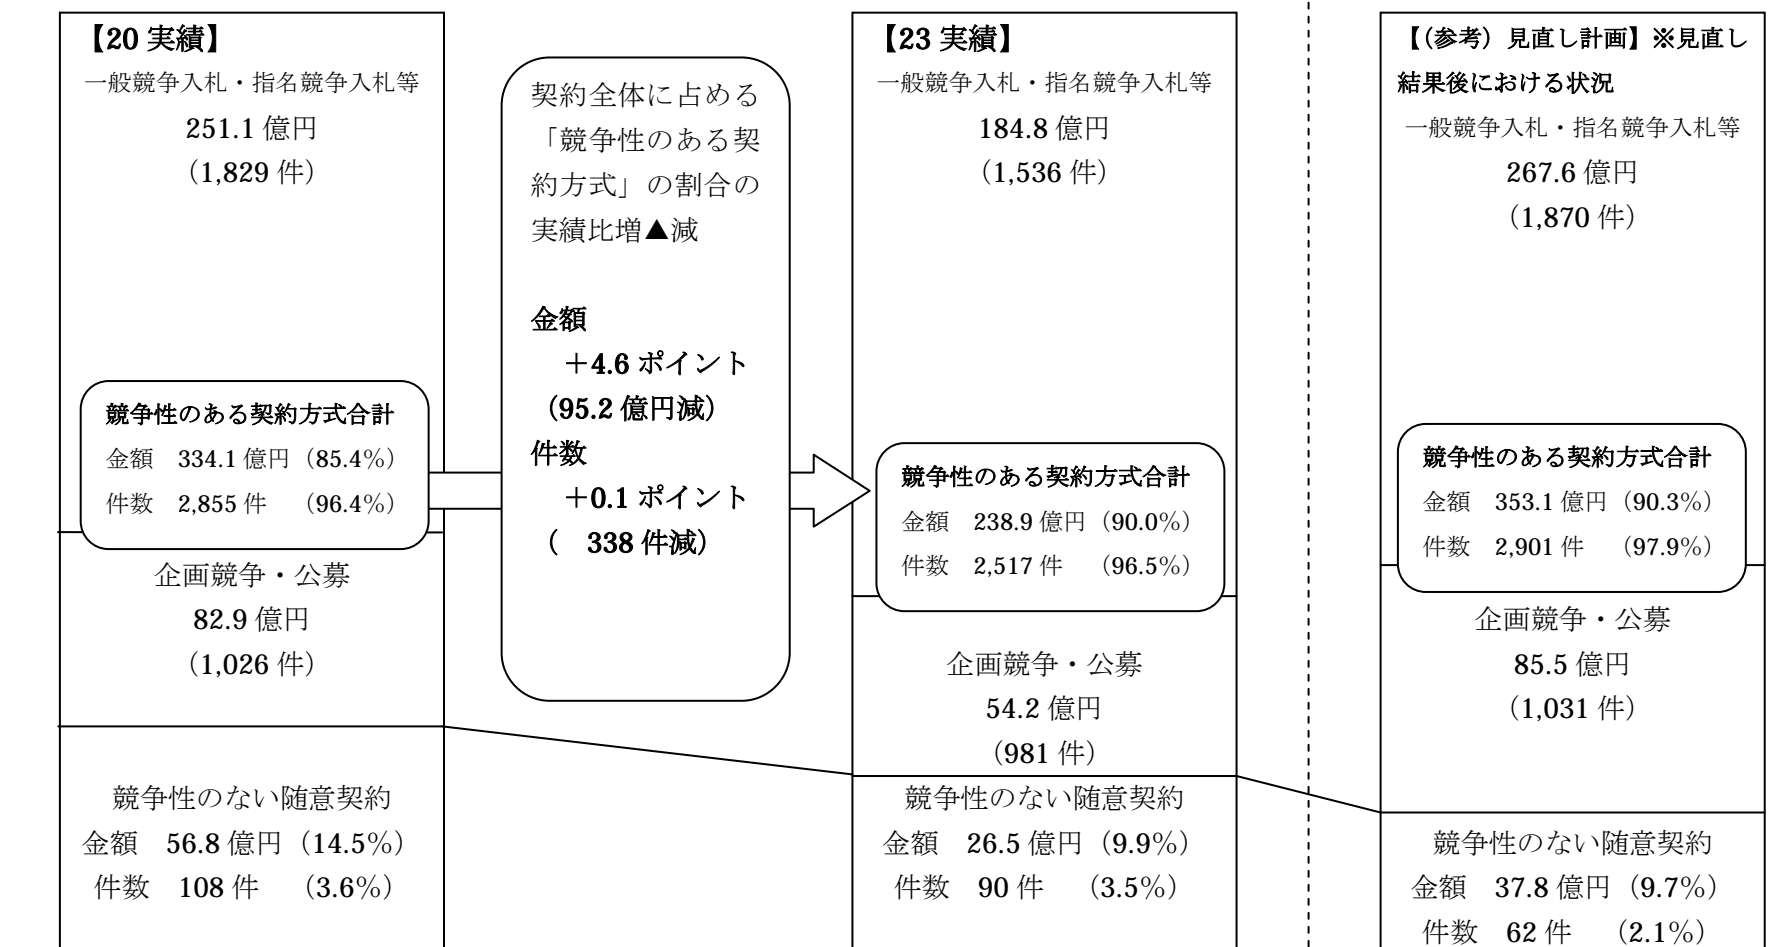 【20 実績】
一般競争入札・指名競争入札等
251.1 億円
（1,829 件）
競争性のある契約方式合計
金額　334.1 億円（85.4％）
件数　2,855 件　（96.4％）
企画競争・公募
82.9 億円
（1,026 件）
競争性のない随意契約
金額　56.8 億円（14.5％）
件数　108 件　（3.6％）
契約全体に占める
「競争性のある契
約方式」の割合の
実績比増▲減
金額
＋4.6 ポイント
（95.2 億円減）
件数
＋0.1 ポイント
（　338 件減）
【23 実績】
一般競争入札・指名競争入札等
184.8 億円
（1,536 件）
競争性のある契約方式合計
金額　238.9 億円（90.0％）
件数　2,517 件　（96.5％）
企画競争・公募
54.2 億円
（981 件）
競争性のない随意契約
金額　26.5 億円（9.9％）
件数　90 件　（3.5％）
【（参考）見直し計画】※見直し
結果後における状況
一般競争入札・指名競争入札等
267.6 億円
（1,870 件）
競争性のある契約方式合計
金額　353.1 億円（90.3％）
件数　2,901 件　（97.9％）
企画競争・公募
85.5 億円
（1,031 件）
競争性のない随意契約
金額　37.8 億円（9.7％）
件数　62 件　（2.1％）